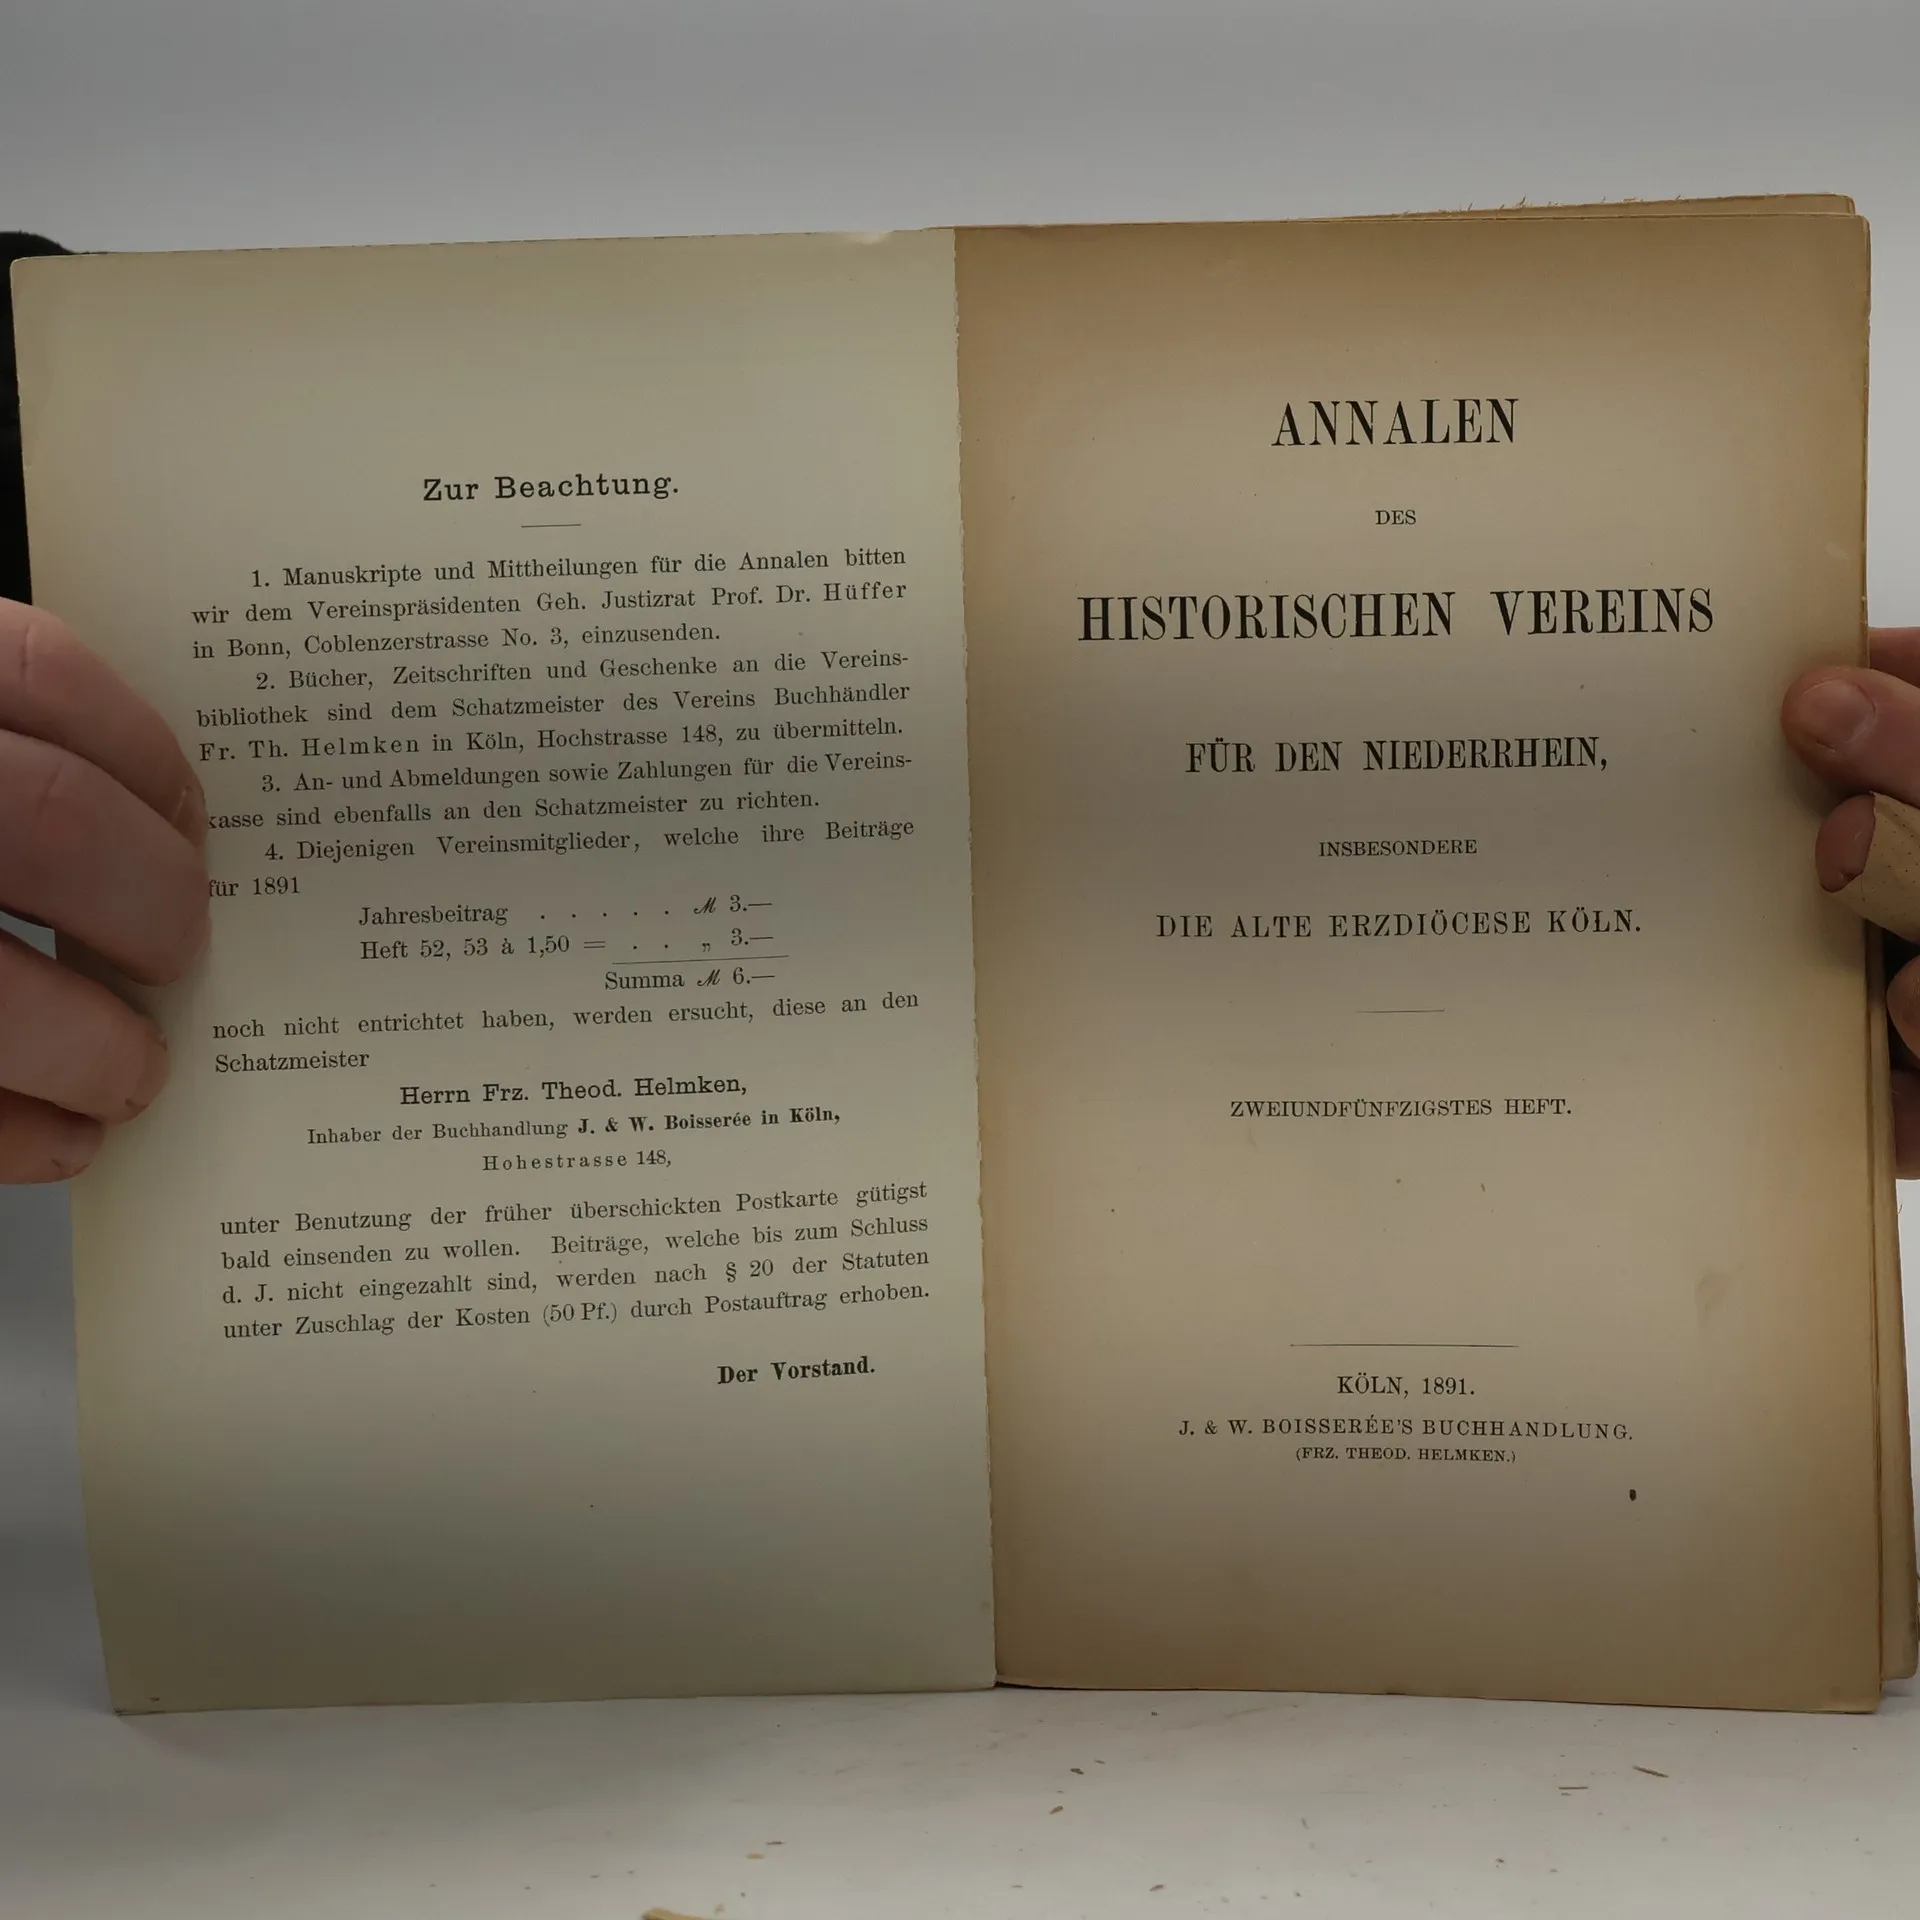 Zur Beachtung.
1. Manuskripte und Mittheilungen für die Annalen bitten
wir dem Vereinspräsidenten Geh. Justizrat Prof. Dr. Hüffer
in Bonn, Coblenzerstrasse No. 3, einzusenden.
2. Bücher, Zeitschriften und Geschenke an die Vereins-
bibliothek sind dem Schatzmeister des Vereins Buchhändler
Fr. Th. Helmken in Köln, Hochstrasse 148, zu übermitteln.
3. An- und Abmeldungen sowie Zahlungen für die Vereins-
kasse sind ebenfalls an den Schatzmeister zu richten.
4. Diejenigen Vereinsmitglieder, welche ihre Beiträge
für 1891
Jahresbeitrag . . . . . ℳ 3.—
Heft 52, 53 à 1,50 = . . „ 3.—
Summa ℳ 6.—
noch nicht entrichtet haben, werden ersucht, diese an den
Schatzmeister
Herrn Frz. Theod. Helmken,
Inhaber der Buchhandlung J. & W. Boisserée in Köln,
Hohestrasse 148,
unter Benutzung der früher überschickten Postkarte gütigst
bald einsenden zu wollen. Beiträge, welche bis zum Schluss
d. J. nicht eingezahlt sind, werden nach § 20 der Statuten
unter Zuschlag der Kosten (50 Pf.) durch Postauftrag erhoben.
Der Vorstand.
ANNALEN
DES
HISTORISCHEN VEREINS
FÜR DEN NIEDERRHEIN,
INSBESONDERE
DIE ALTE ERZDIÖCESE KÖLN.
ZWEIUNDFÜNFZIGSTES HEFT.
KÖLN, 1891.
J. & W. BOISSERÉE'S BUCHHANDLUNG.
(FRZ. THEOD. HELMKEN.)